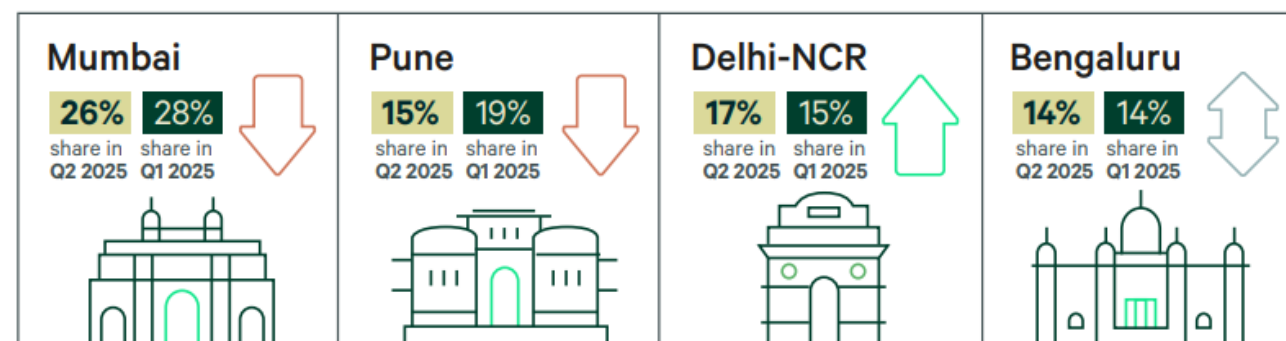 Mumbai
26% 28%
share in share in
Q2 2025 Q1 2025
Pune
15% 19%
share in share in
Q2 2025 Q1 2025
Delhi-NCR
17% 15%
share in share in
Q2 2025 Q1 2025
Bengaluru
14% 14%
share in share in
Q2 2025 Q1 2025